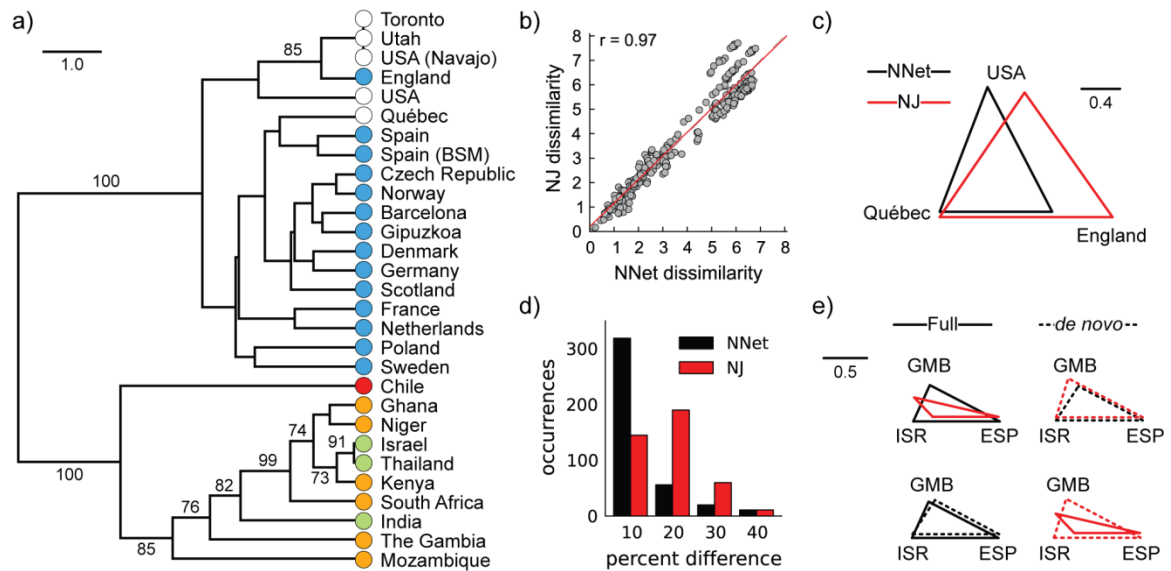 a)
1.0
Toronto
Utah
85
USA (Navajo)
England
USA
Québec
Spain
Spain (BSM)
Czech Republic
100
Norway
Barcelona
Gipuzkoa
Denmark
Germany
Scotland
France
Netherlands
Poland
Sweden
Chile
Ghana
74
Niger
91
Israel
99
Thailand
100
73
Kenya
82
South Africa
76
India
85
The Gambia
Mozambique
b)
r = 0.97
NJ dissimilarity
8
7
6
5
4
3
2
1
0
0 1 2 3 4 5 6 7 8
NNet dissimilarity
c)
NNet
USA
NJ
0.4
Québec
England
d)
occurrences
300
200
100
0
NNet
NJ
10 20 30 40
percent difference
e)
Full
de novo
0.5
GMB
GMB
ISR ESP
ISR ESP
GMB
GMB
ISR ESP
ISR ESP